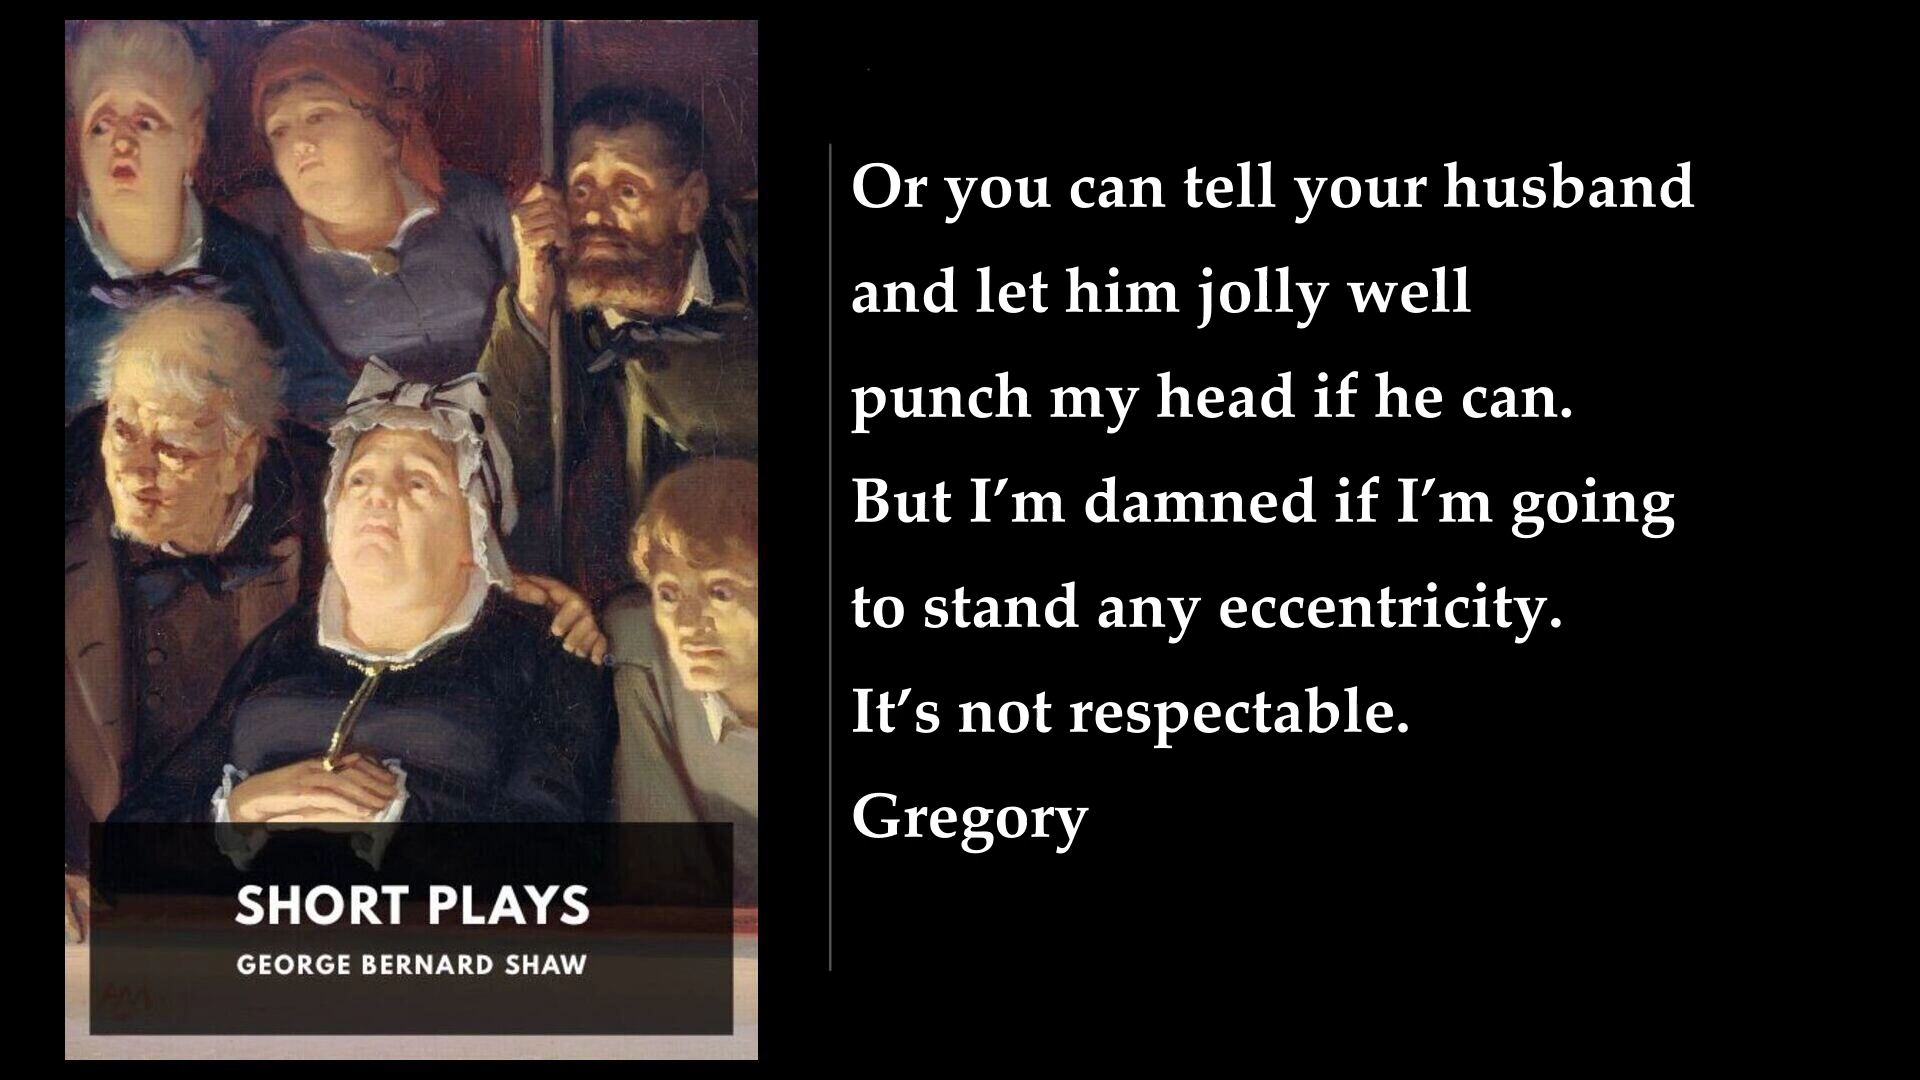 Or you can tell your husband
and let him jolly well
punch my head if he can.
But I’m damned if I’m going
to stand any eccentricity.
It’s not respectable.
Gregory
SHORT PLAYS
GEORGE BERNARD SHAW